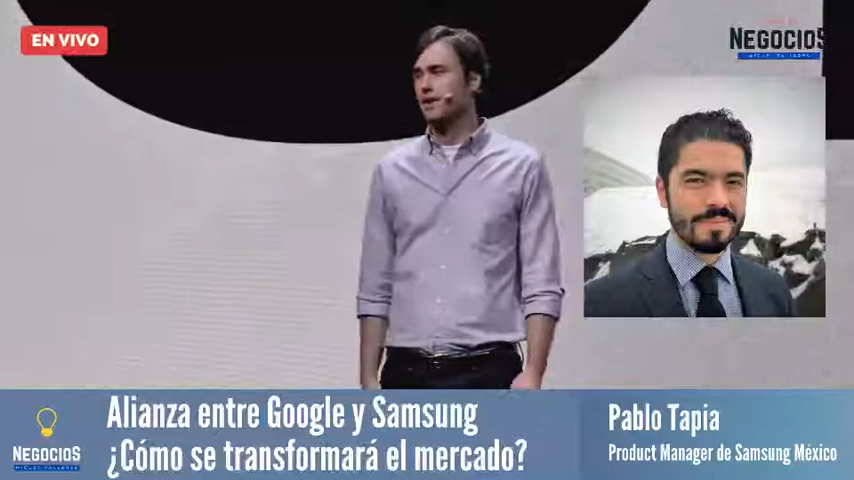 EN VIVO
NEGOCIOS
Alianza entre Google y Samsung
¿Cómo se transformará el mercado?
Pablo Tapia
Product Manager de Samsung México
NEGOCIOS